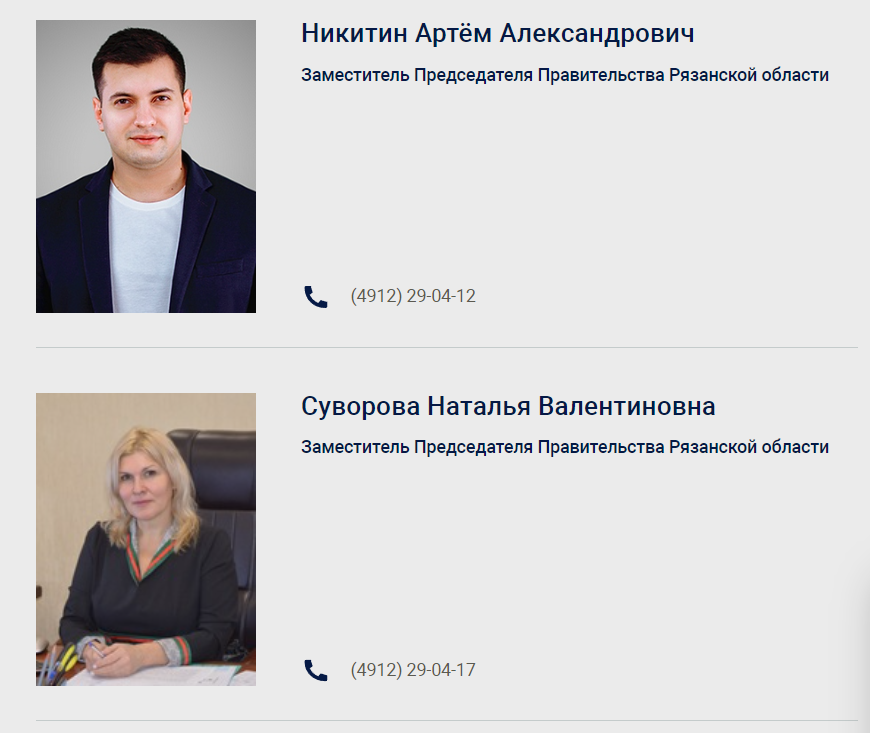 Никитин Артём Александрович
Заместитель Председателя Правительства Рязанской области
(4912) 29-04-12
Суворова Наталья Валентиновна
Заместитель Председателя Правительства Рязанской области
(4912) 29-04-17